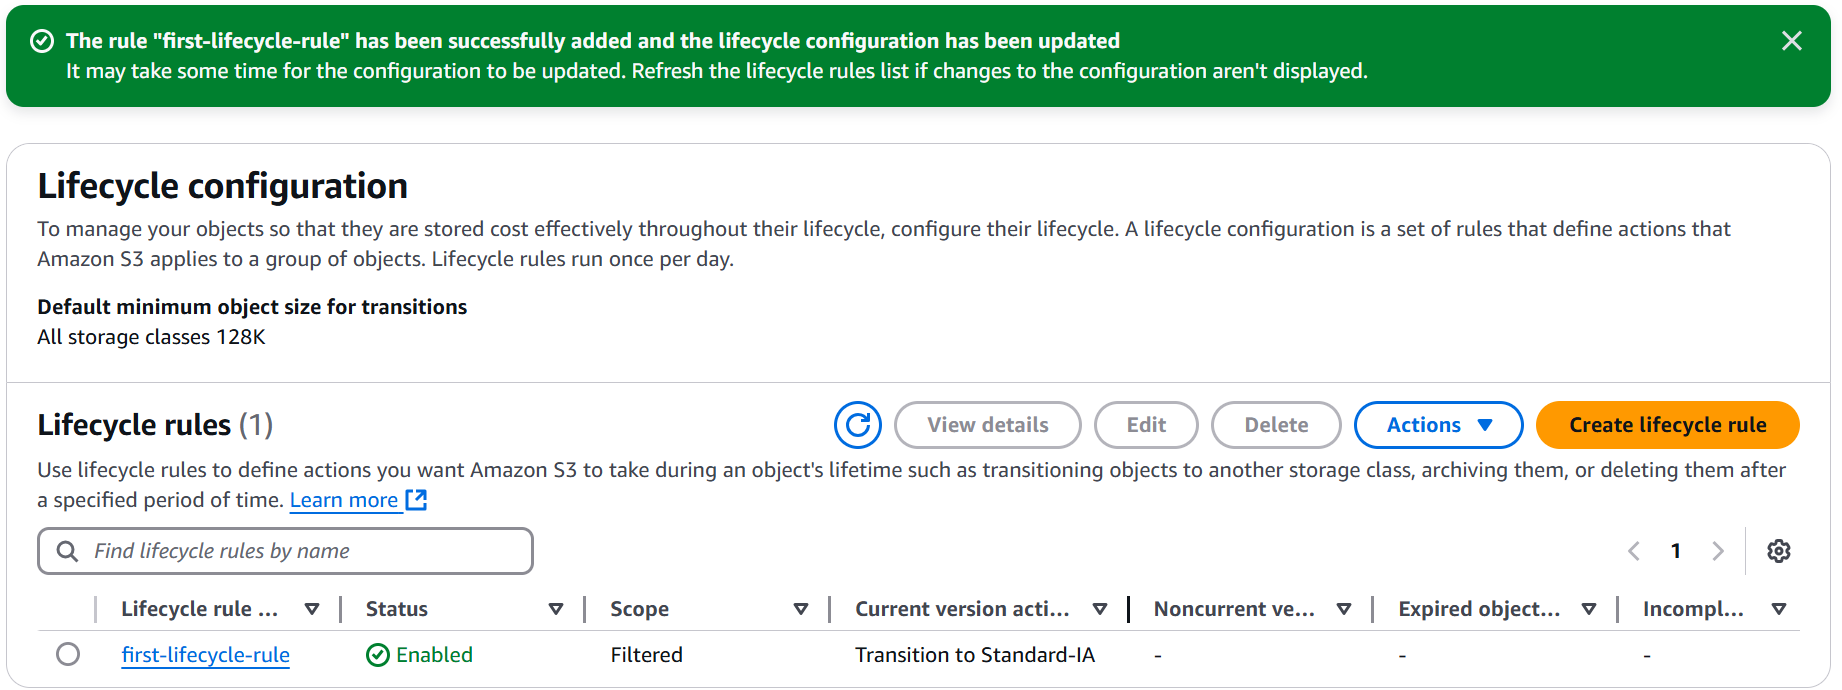 The rule "first-lifecycle-rule" has been successfully added and the lifecycle configuration has been updated
It may take some time for the configuration to be updated. Refresh the lifecycle rules list if changes to the configuration aren't displayed.
Lifecycle configuration
To manage your objects so that they are stored cost effectively throughout their lifecycle, configure their lifecycle. A lifecycle configuration is a set of rules that define actions that
Amazon S3 applies to a group of objects. Lifecycle rules run once per day.
Default minimum object size for transitions
All storage classes 128K
Lifecycle rules (1)
View details
Edit
Delete
Actions
Create lifecycle rule
Use lifecycle rules to define actions you want Amazon S3 to take during an object's lifetime such as transitioning objects to another storage class, archiving them, or deleting them after
a specified period of time. Learn more
Find lifecycle rules by name
1
Lifecycle rule ... Status Scope Current version acti... Noncurrent ve... Expired object... Incompl...
first-lifecycle-rule Enabled Filtered Transition to Standard-IA - - -